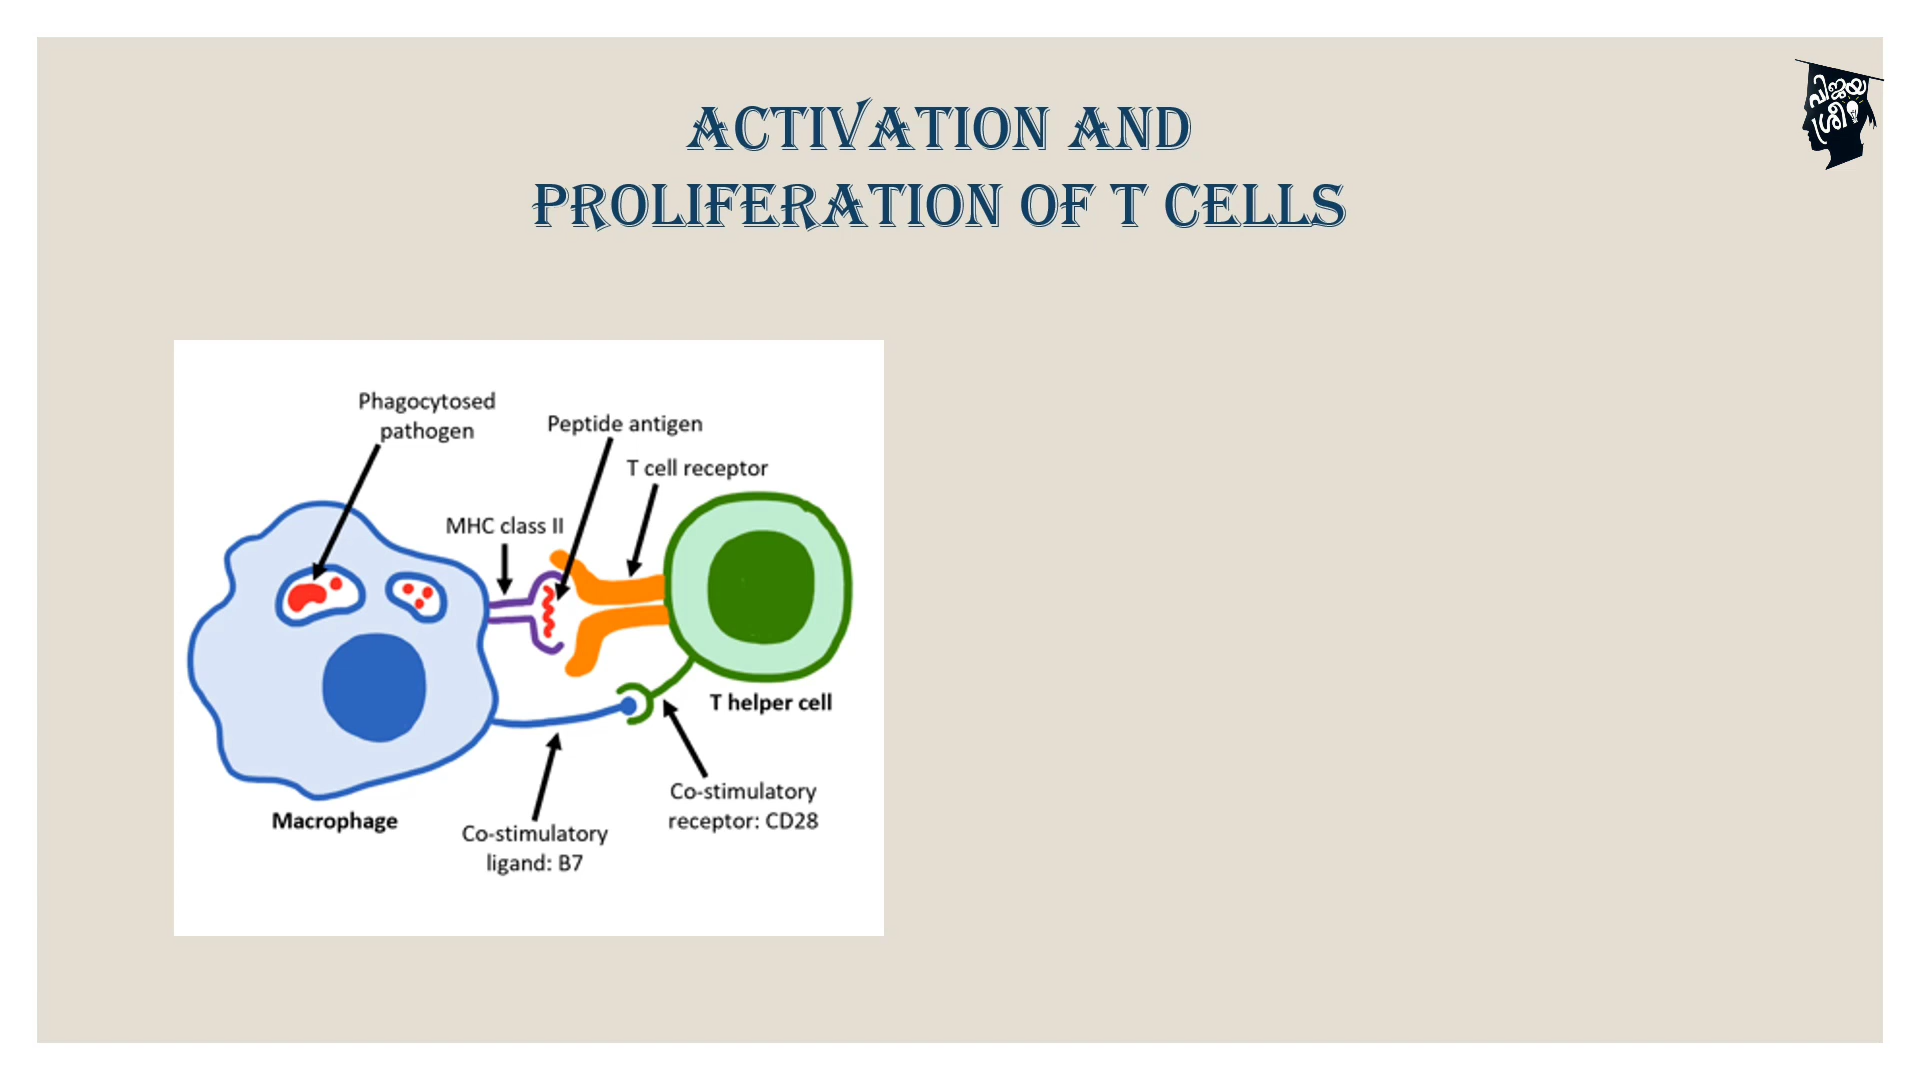 ACTIVATION AND
PROLIFERATION OF T CELLS
വിജയ
ശ്രീ
Phagocytosed
pathogen
Peptide antigen
T cell receptor
MHC class II
T helper cell
Co-stimulatory
receptor: CD28
Macrophage
Co-stimulatory
ligand: B7